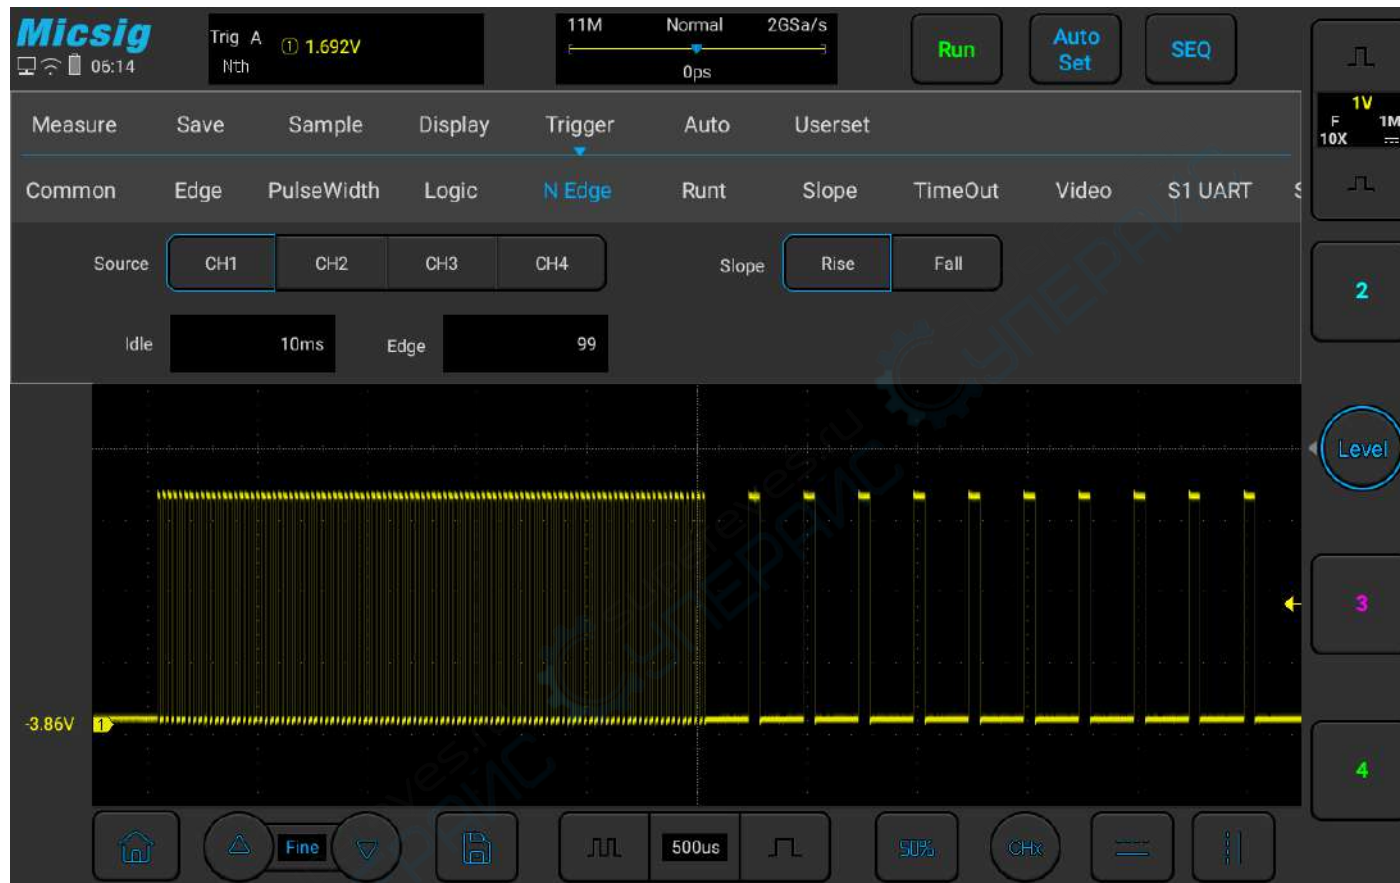 Micsig
06:14
Trig A
Nth
① 1.692V
11M Normal 2GSa/s
0ps
Run
Auto Set
SEQ
1V
F 1M
10X
Measure Save Sample Display Trigger Auto Userset
Common Edge PulseWidth Logic N Edge Runt Slope TimeOut Video S1 UART S
Source CH1 CH2 CH3 CH4 Slope Rise Fall
Idle 10ms Edge 99
2
Level
3
4
-3.86V 1
Fine
500us
50%
CHx
supereyes.ru
СУПЕРАЙС